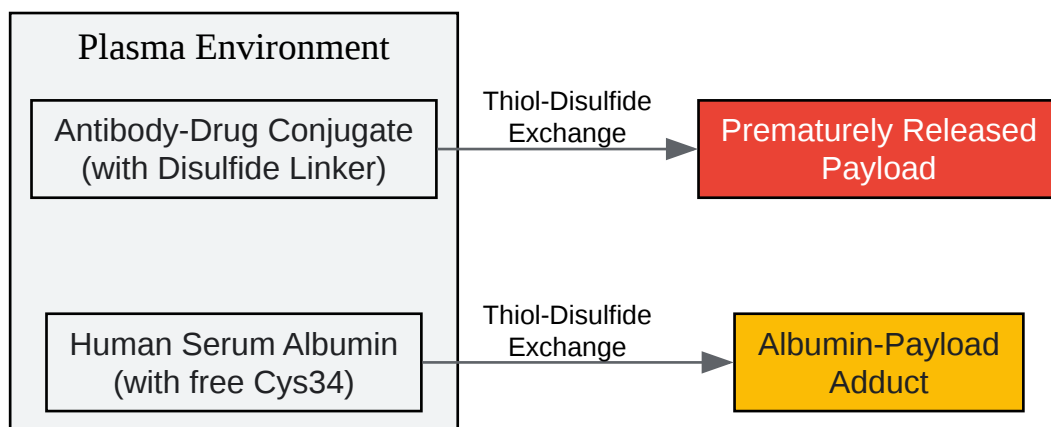 Plasma Environment
Antibody-Drug Conjugate
(with Disulfide Linker)
Thiol-Disulfide
Exchange
Prematurely Released
Payload
Human Serum Albumin
(with free Cys34)
Thiol-Disulfide
Exchange
Albumin-Payload
Adduct